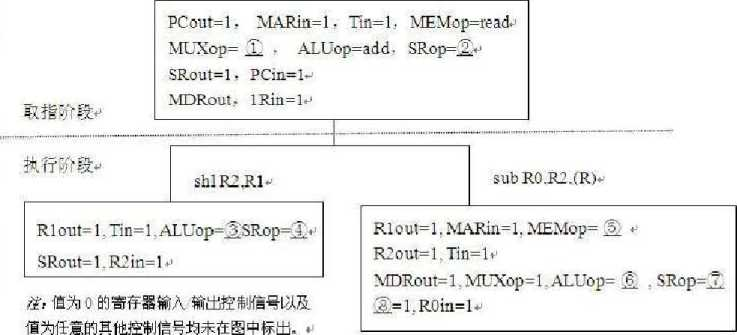 PCout=1， MARin=1，Tin=1，MEMop=read
MUXop= ①， ALUop=add，SRop=②
SRout=1，PCin=1
MDRout，1Rin=1
取指阶段
执行阶段
shl R2,R1
sub R0,R2,(R)
R1out=1,Tin=1,ALUop=③SRop=④
SRout=1,R2in=1
R1out=1,MARin=1,MEMop= ⑤
R2out=1,Tin=1
MDRout=1,MUXop=1,ALUop= ⑥ ,SRop=⑦
⑧=1,R0in=1
注：值为 0 的寄存器输入/输出控制信号以及
值为任意的其他控制信号均未在图中标出。